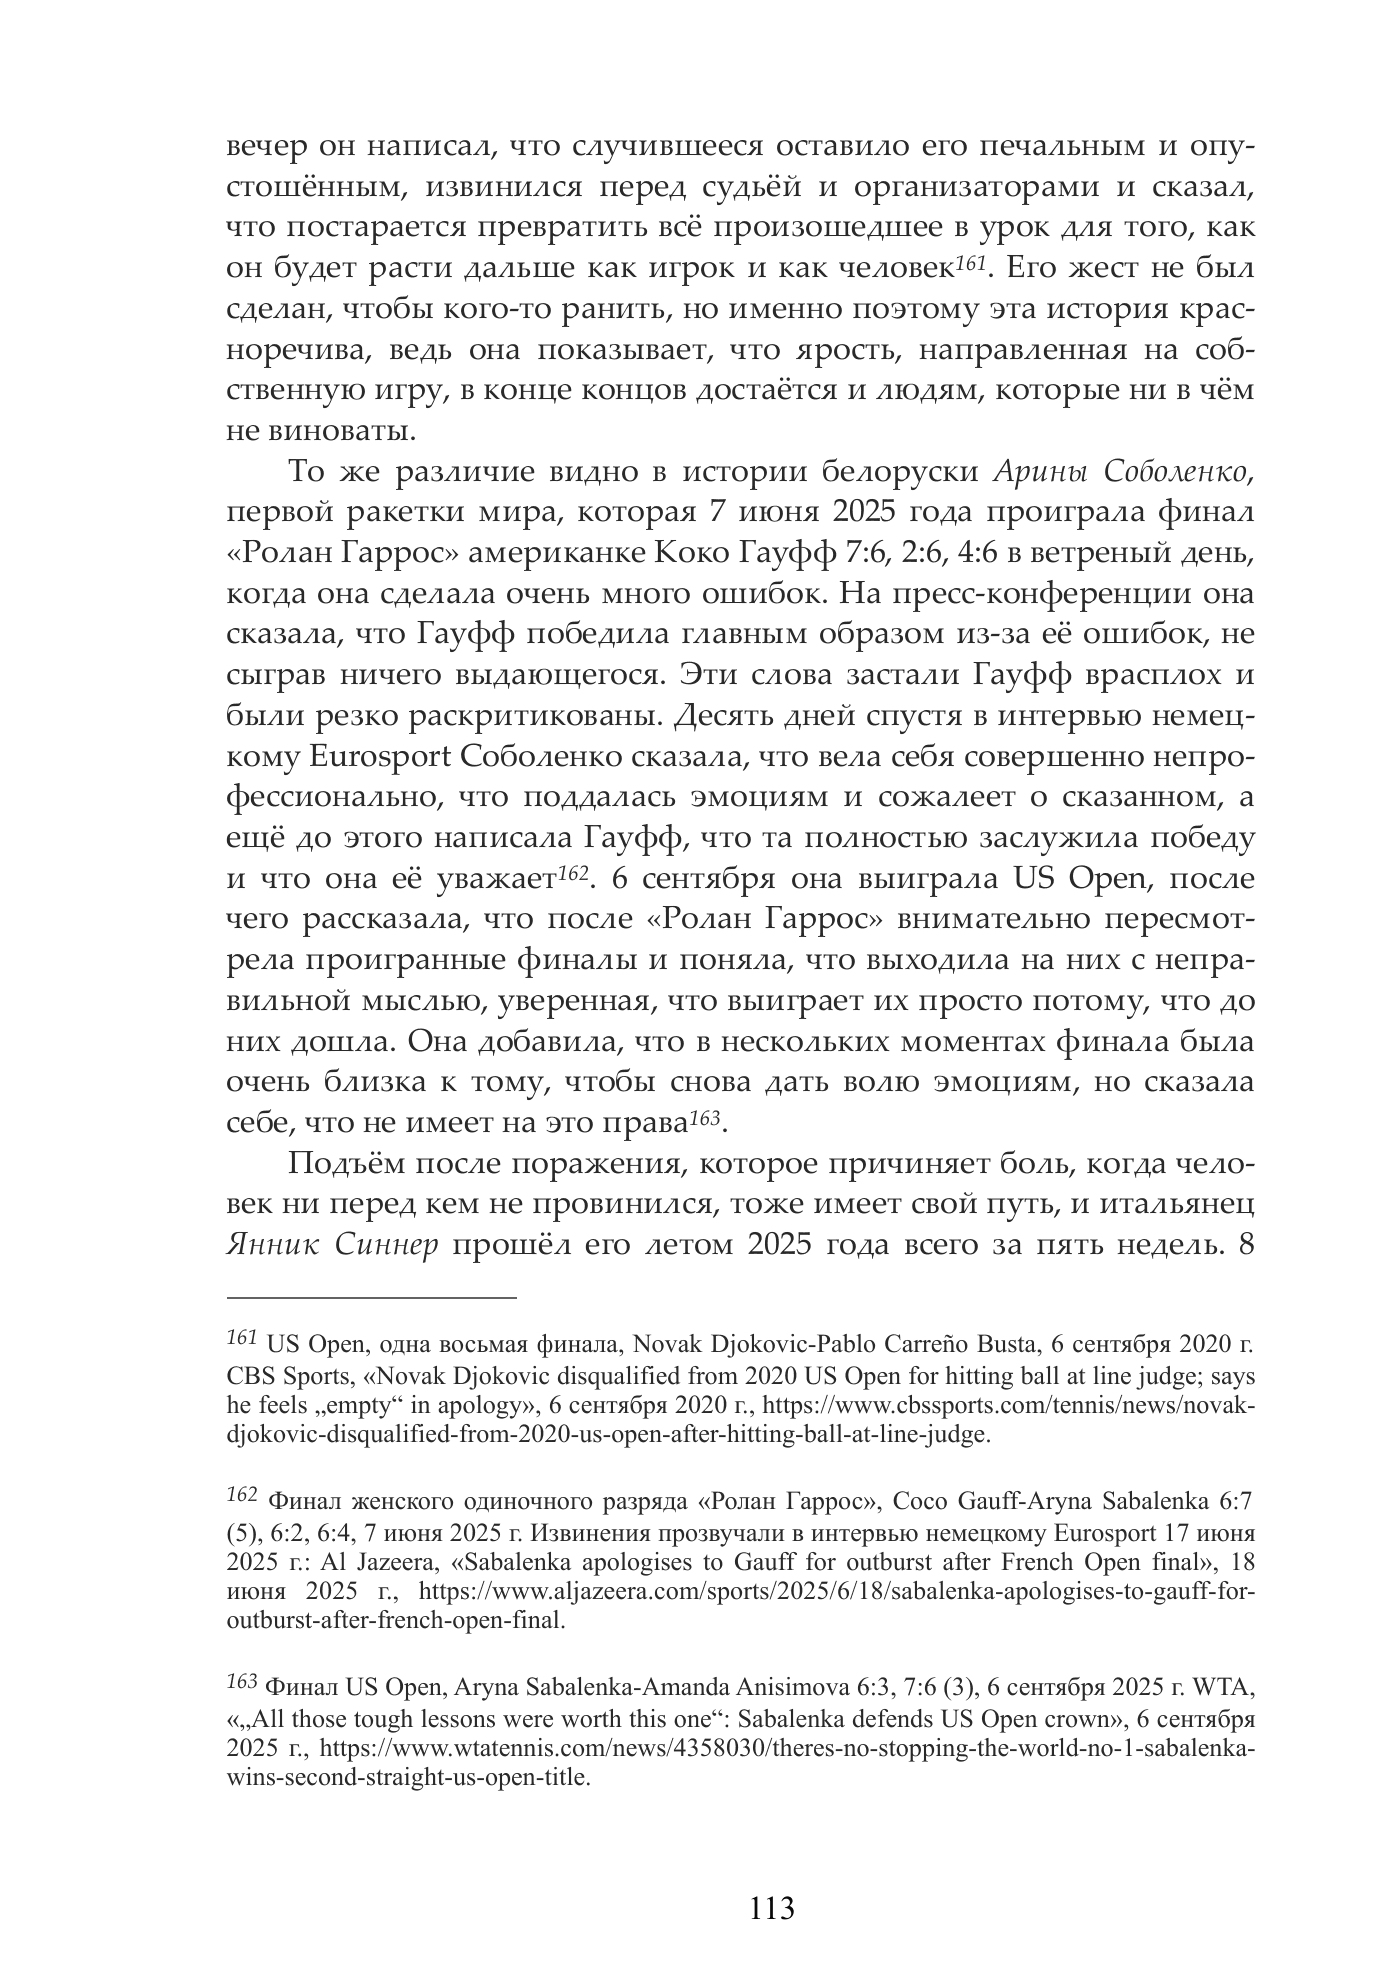 вечер он написал, что случившееся оставило его печальным и опу-
стошённым, извинился перед судьёй и организаторами и сказал,
что постарается превратить всё произошедшее в урок для того, как
он будет расти дальше как игрок и как человек161. Его жест не был
сделан, чтобы кого-то ранить, но именно поэтому эта история крас-
норечива, ведь она показывает, что ярость, направленная на соб-
ственную игру, в конце концов достаётся и людям, которые ни в чём
не виноваты.
То же различие видно в истории белоруски Арины Соболенко,
первой ракетки мира, которая 7 июня 2025 года проиграла финал
«Ролан Гаррос» американке Коко Гауфф 7:6, 2:6, 4:6 в ветреный день,
когда она сделала очень много ошибок. На пресс-конференции она
сказала, что Гауфф победила главным образом из-за её ошибок, не
сыграв ничего выдающегося. Эти слова застали Гауфф врасплох и
были резко раскритикованы. Десять дней спустя в интервью немец-
кому Eurosport Соболенко сказала, что вела себя совершенно непро-
фессионально, что поддалась эмоциям и сожалеет о сказанном, а
ещё до этого написала Гауфф, что та полностью заслужила победу
и что она её уважает162. 6 сентября она выиграла US Open, после
чего рассказала, что после «Ролан Гаррос» внимательно пересмот-
рела проигранные финалы и поняла, что выходила на них с непра-
вильной мыслью, уверенная, что выиграет их просто потому, что до
них дошла. Она добавила, что в нескольких моментах финала была
очень близка к тому, чтобы снова дать волю эмоциям, но сказала
себе, что не имеет на это права163.
Подъём после поражения, которое причиняет боль, когда чело-
век ни перед кем не провинился, тоже имеет свой путь, и итальянец
Янник Синнер прошёл его летом 2025 года всего за пять недель. 8
161 US Open, одна восьмая финала, Novak Djokovic-Pablo Carreño Busta, 6 сентября 2020 г.
CBS Sports, «Novak Djokovic disqualified from 2020 US Open for hitting ball at line judge; says
he feels „empty“ in apology», 6 сентября 2020 г., https://www.cbssports.com/tennis/news/novak-
djokovic-disqualified-from-2020-us-open-after-hitting-ball-at-line-judge.
162 Финал женского одиночного разряда «Ролан Гаррос», Coco Gauff-Aryna Sabalenka 6:7
(5), 6:2, 6:4, 7 июня 2025 г. Извинения прозвучали в интервью немецкому Eurosport 17 июня
2025 г.: Al Jazeera, «Sabalenka apologises to Gauff for outburst after French Open final», 18
июня 2025 г., https://www.aljazeera.com/sports/2025/6/18/sabalenka-apologises-to-gauff-for-
outburst-after-french-open-final.
163 Финал US Open, Aryna Sabalenka-Amanda Anisimova 6:3, 7:6 (3), 6 сентября 2025 г. WTA,
«„All those tough lessons were worth this one“: Sabalenka defends US Open crown», 6 сентября
2025 г., https://www.wtatennis.com/news/4358030/theres-no-stopping-the-world-no-1-sabalenka-
wins-second-straight-us-open-title.
113